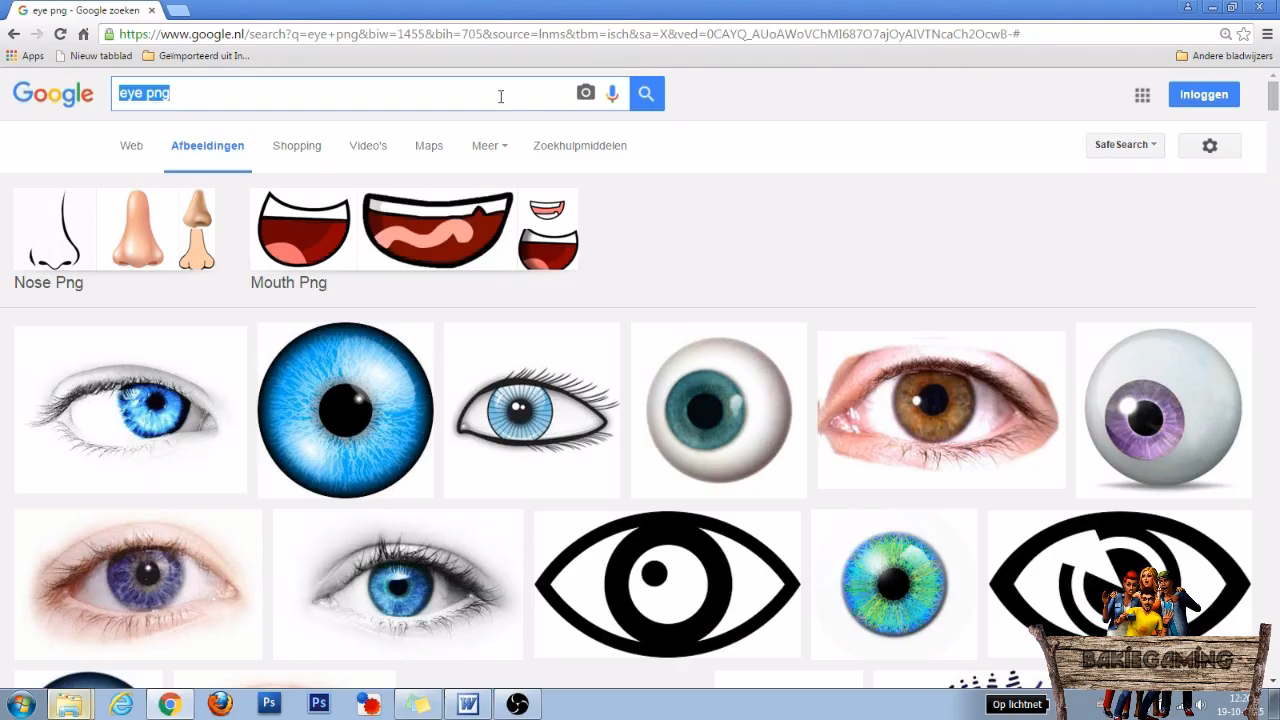 eye png - Google zoeken
https://www.google.nl/search?q=eye+png&biw=1455&bih=705&source=lnms&tbm=isch&sa=X&ved=0CAYQ_AUoAWoVChMI687O7ajOyAIVTNcaCh2OcwB-#
Apps Nieuw tabblad Geïmporteerd uit In... Andere bladwijzers
Google eye png Inloggen
Web Afbeeldingen Shopping Video's Maps Meer Zoekhulpmiddelen SafeSearch
Nose Png Mouth Png
BAKIEGAMING
Ps Ps W Op lichtnet